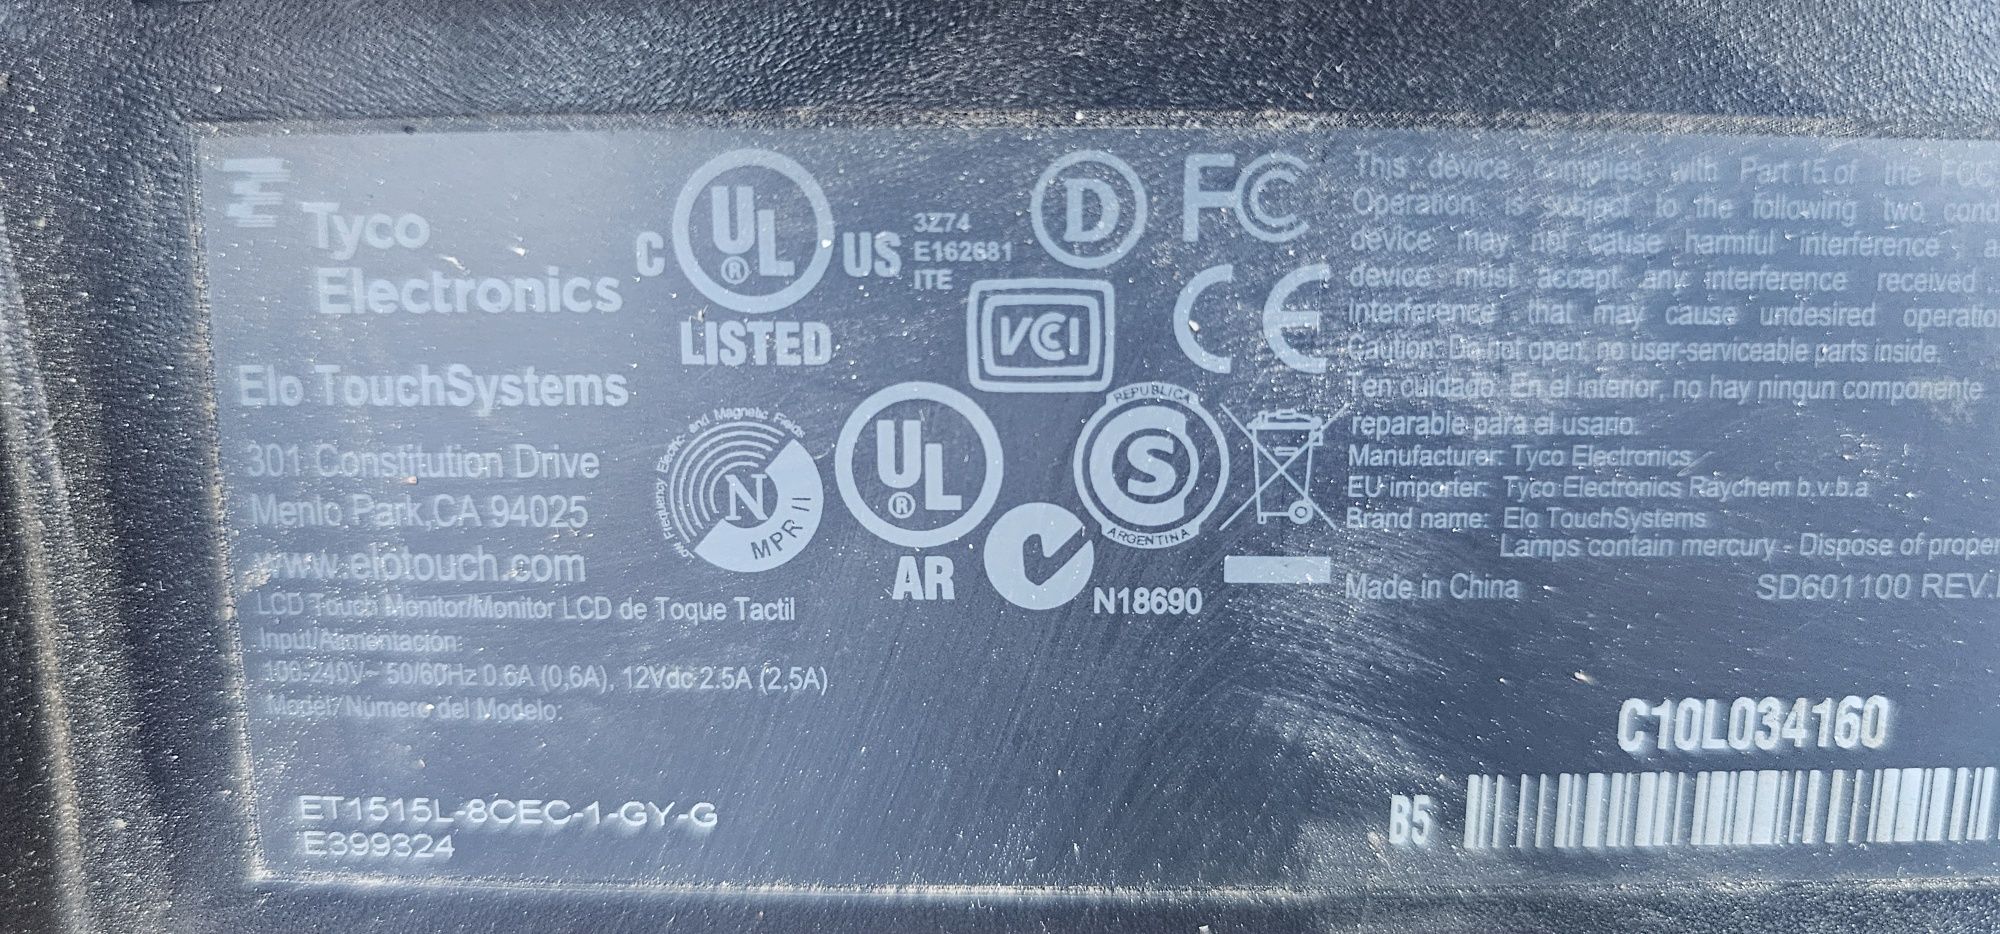 Tyco
Electronics
Elo TouchSystems
301 Constitution Drive
Menlo Park, CA 94025
www.elotouch.com
LCD Touch Monitor/Monitor LCD de Toque Tactil
Input/Alimentación:
100-240V~ 50/60Hz 0.6A (0,6A), 12Vdc 2.5A (2,5A)
Model/ Número del Modelo:
ET1515L-8CEC-1-GY-G
E399324
C UL ® US
LISTED
3Z74
E162681
ITE
D
FC
VCCI
CE
Low Frequency Electric- and Magnetic Fields
N
MPR II
UL ®
AR
REPUBLICA
S
ARGENTINA
N18690
This device complies with Part 15 of the FCC
Operation is subject to the following two
device may not cause harmful interference,
device must accept any interference received
interference that may cause undesired
Caution: Do not open, no user-serviceable parts inside.
Ten cuidado: En el inferior, no hay ningun componente
reparable para el usario.
Manufacturer: Tyco Electronics
EU importer: Tyco Electronics Raychem b.v.b.a
Brand name: Elo TouchSystems
Lamps contain mercury - Dispose of
Made in China
SD601100 REV.
C10L034160
B5